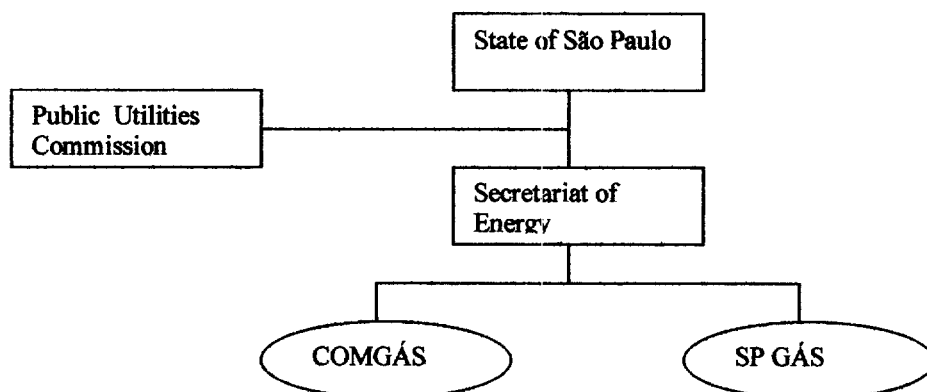 State of São Paulo
Public Utilities
Commission
Secretariat of
Energy
COMGÁS
SP GÁS